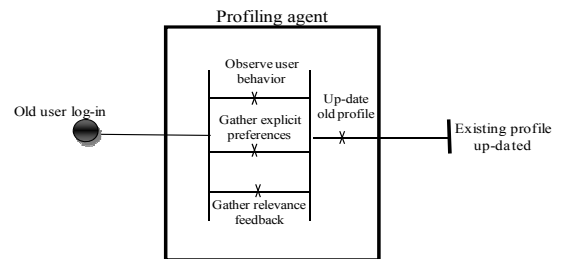 Profiling agent
Observe user
behavior
Old user log-in
Gather explicit
preferences
Up-date
old profile
Existing profile
up-dated
Gather relevance
feedback